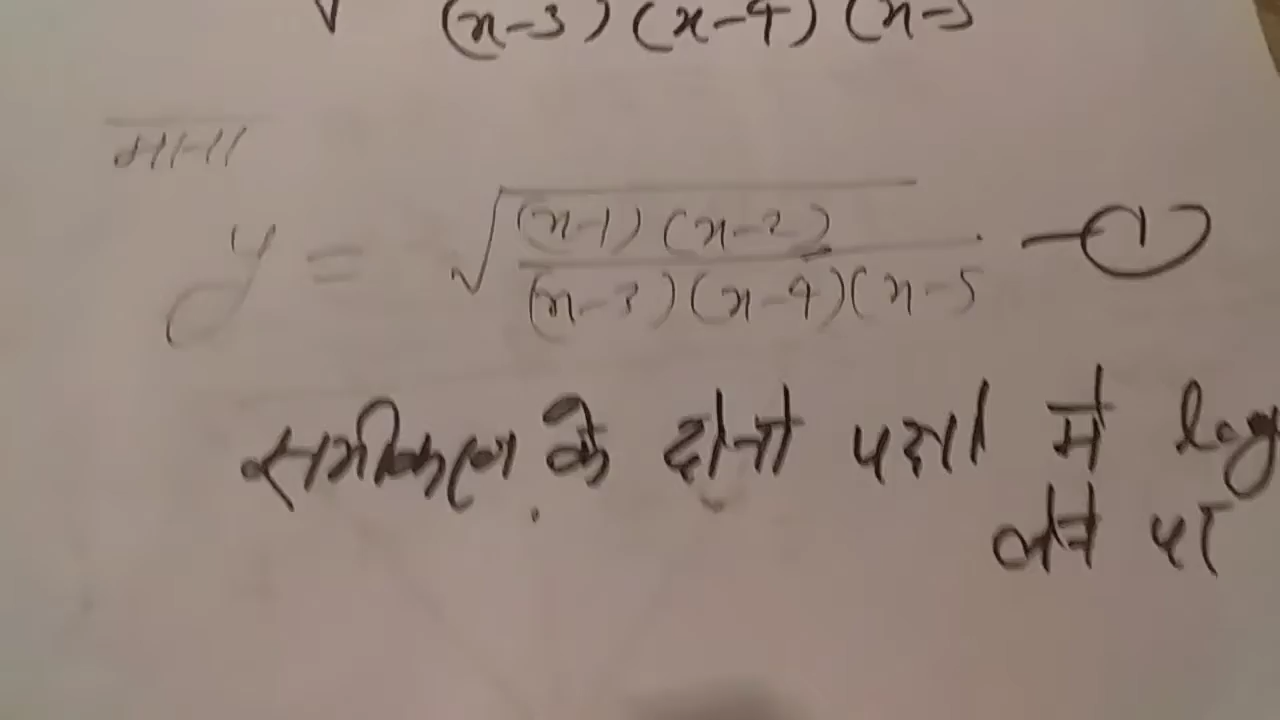 √ (x-3) (x-4) (x-5
माना
y = √(x-1) (x-2) / (x-3) (x-4) (x-5 — ①
समीकरण के दोनो पक्षो मे log
लेने पर